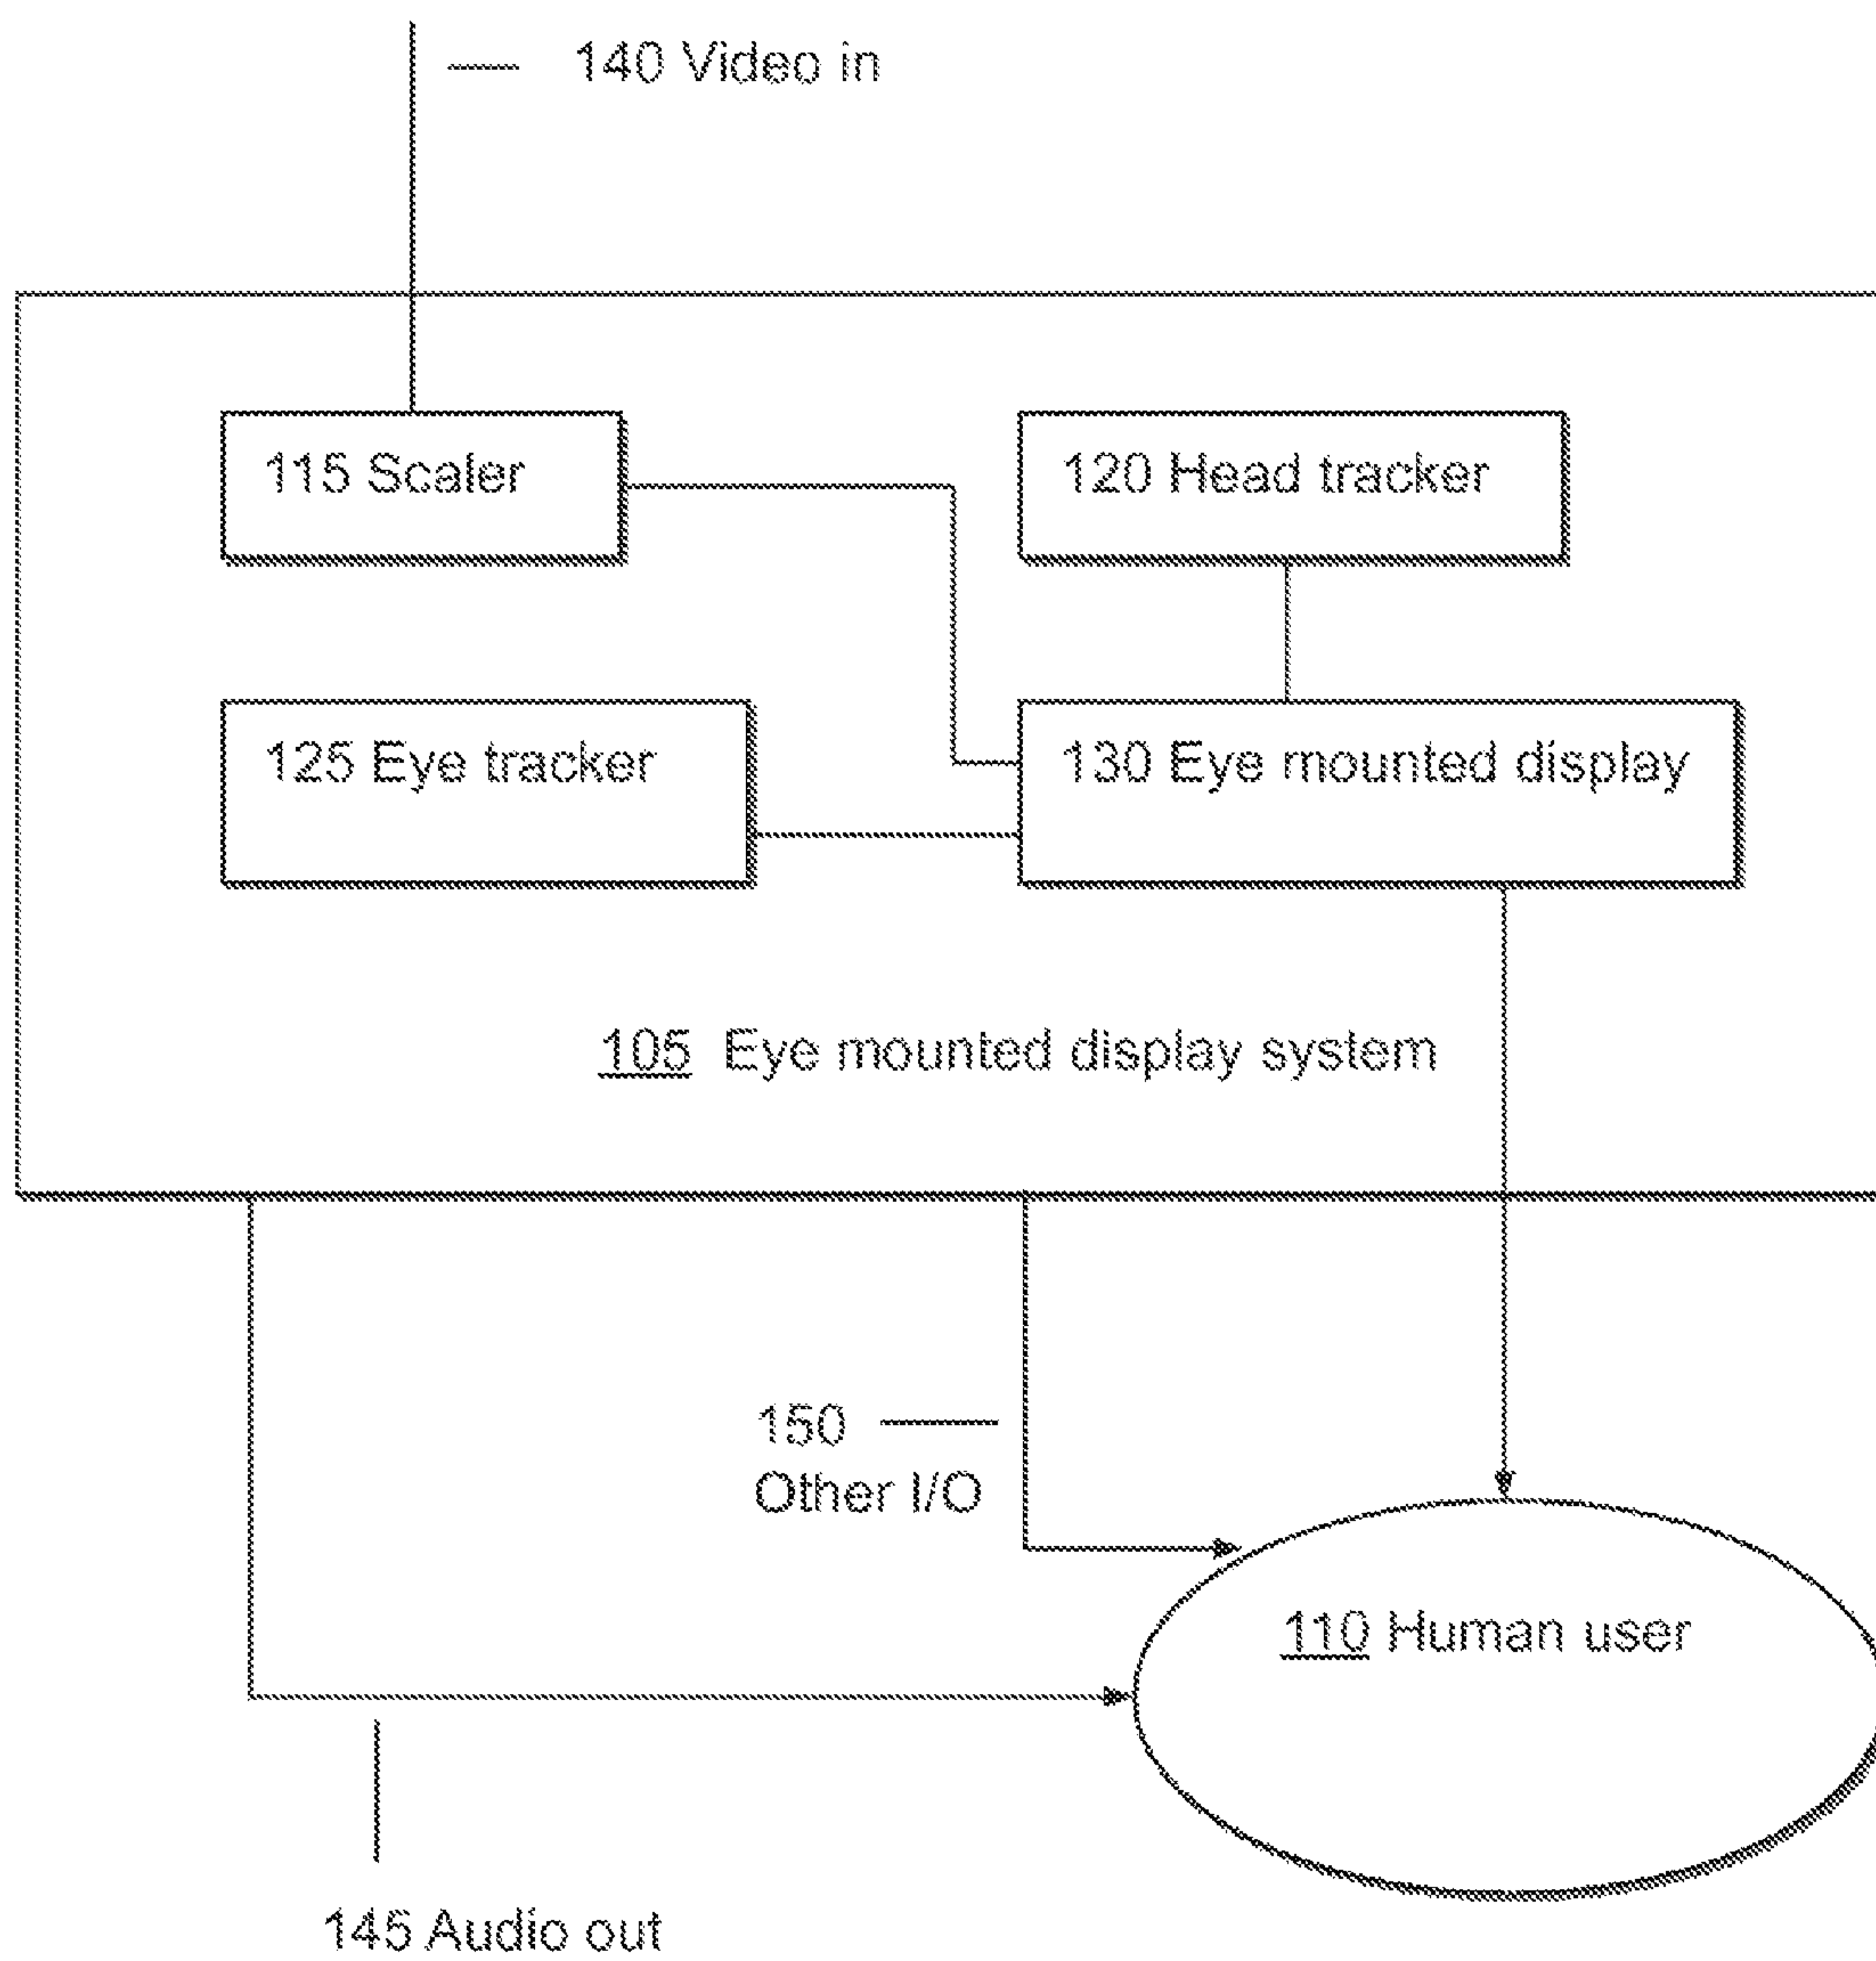 140 Video in
115 Scaler
120 Head tracker
125 Eye tracker
130 Eye mounted display
105 Eye mounted display system
150
Other I/O
110 Human user
145 Audio out